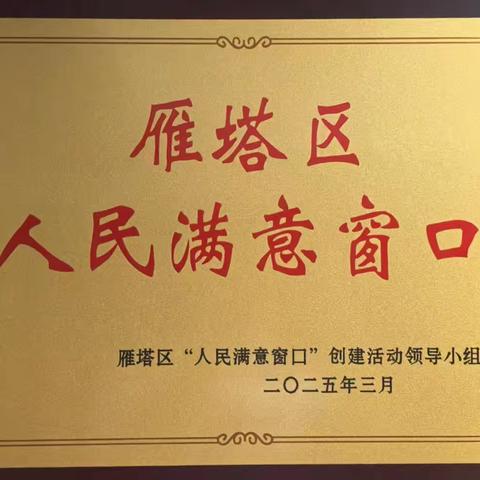 雁塔区
人民满意窗口
雁塔区“人民满意窗口”创建活动领导小组
二〇二五年三月